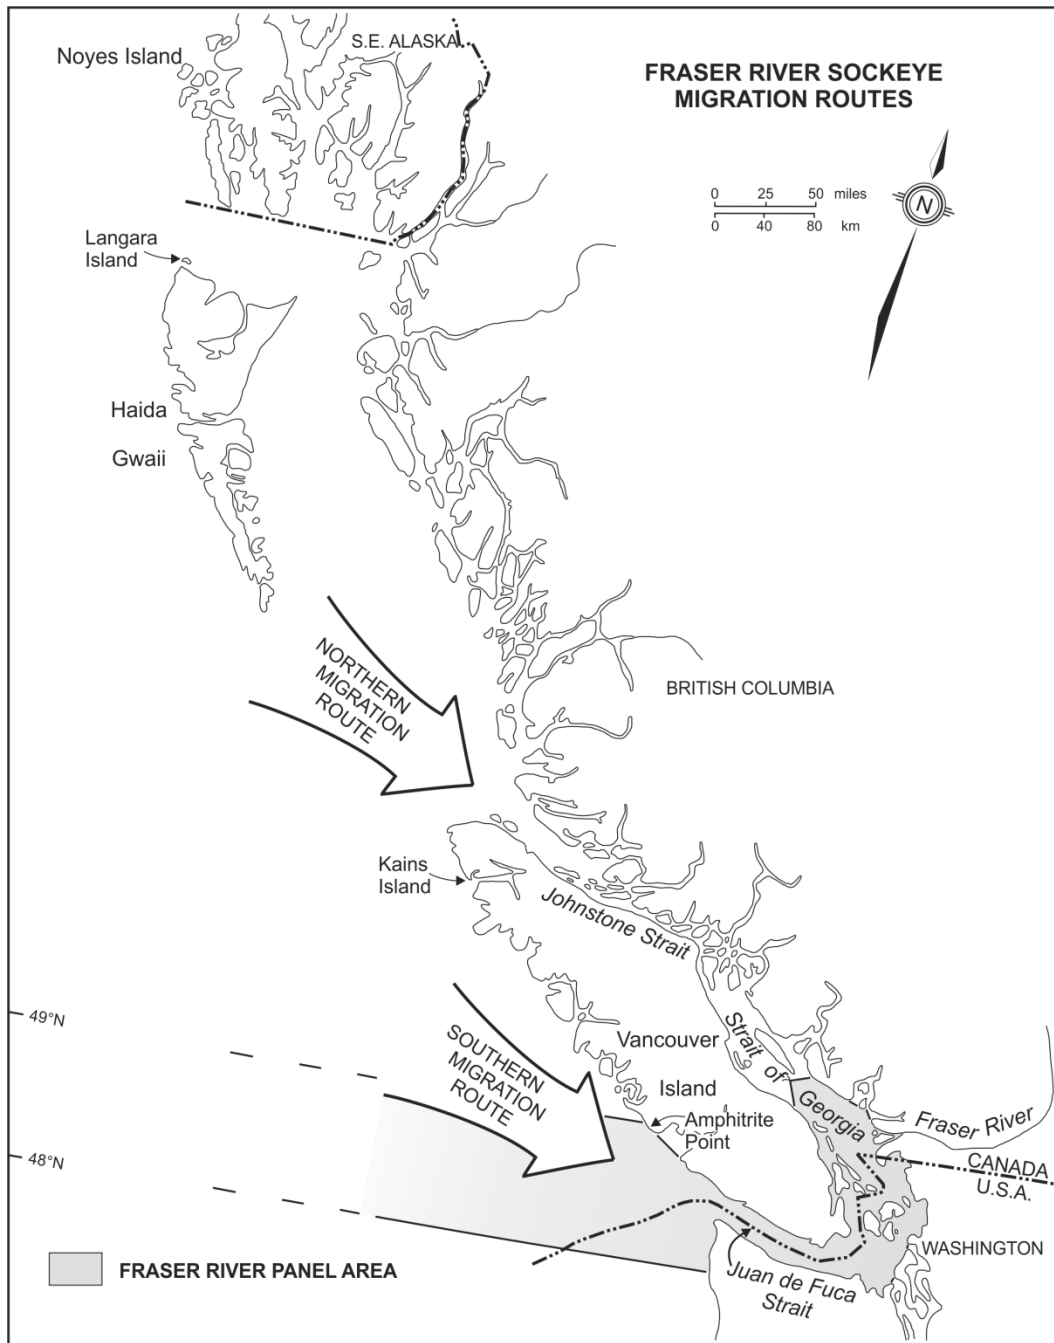 Noyes Island
S.E. ALASKA
FRASER RIVER SOCKEYE
MIGRATION ROUTES
0 25 50 miles
0 40 80 km
N
Langara
Island
Haida
Gwaii
NORTHERN
MIGRATION
ROUTE
BRITISH COLUMBIA
Kains
Island
Johnstone Strait
49°N
SOUTHERN
MIGRATION
ROUTE
Vancouver
Island
Strait of
Georgia
Amphitrite
Point
Fraser River
48°N
CANADA
U.S.A.
WASHINGTON
Juan de Fuca
Strait
FRASER RIVER PANEL AREA